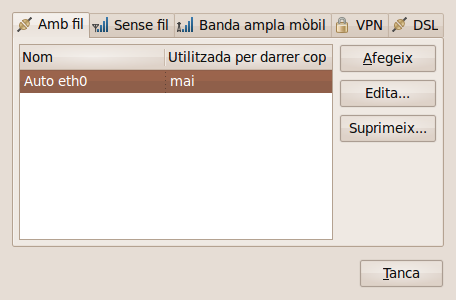 Amb fil Sense fil Banda ampla mòbil VPN DSL
Nom Utilitzada per darrer cop
Auto eth0 mai
Afegeix
Edita...
Suprimeix...
Tanca